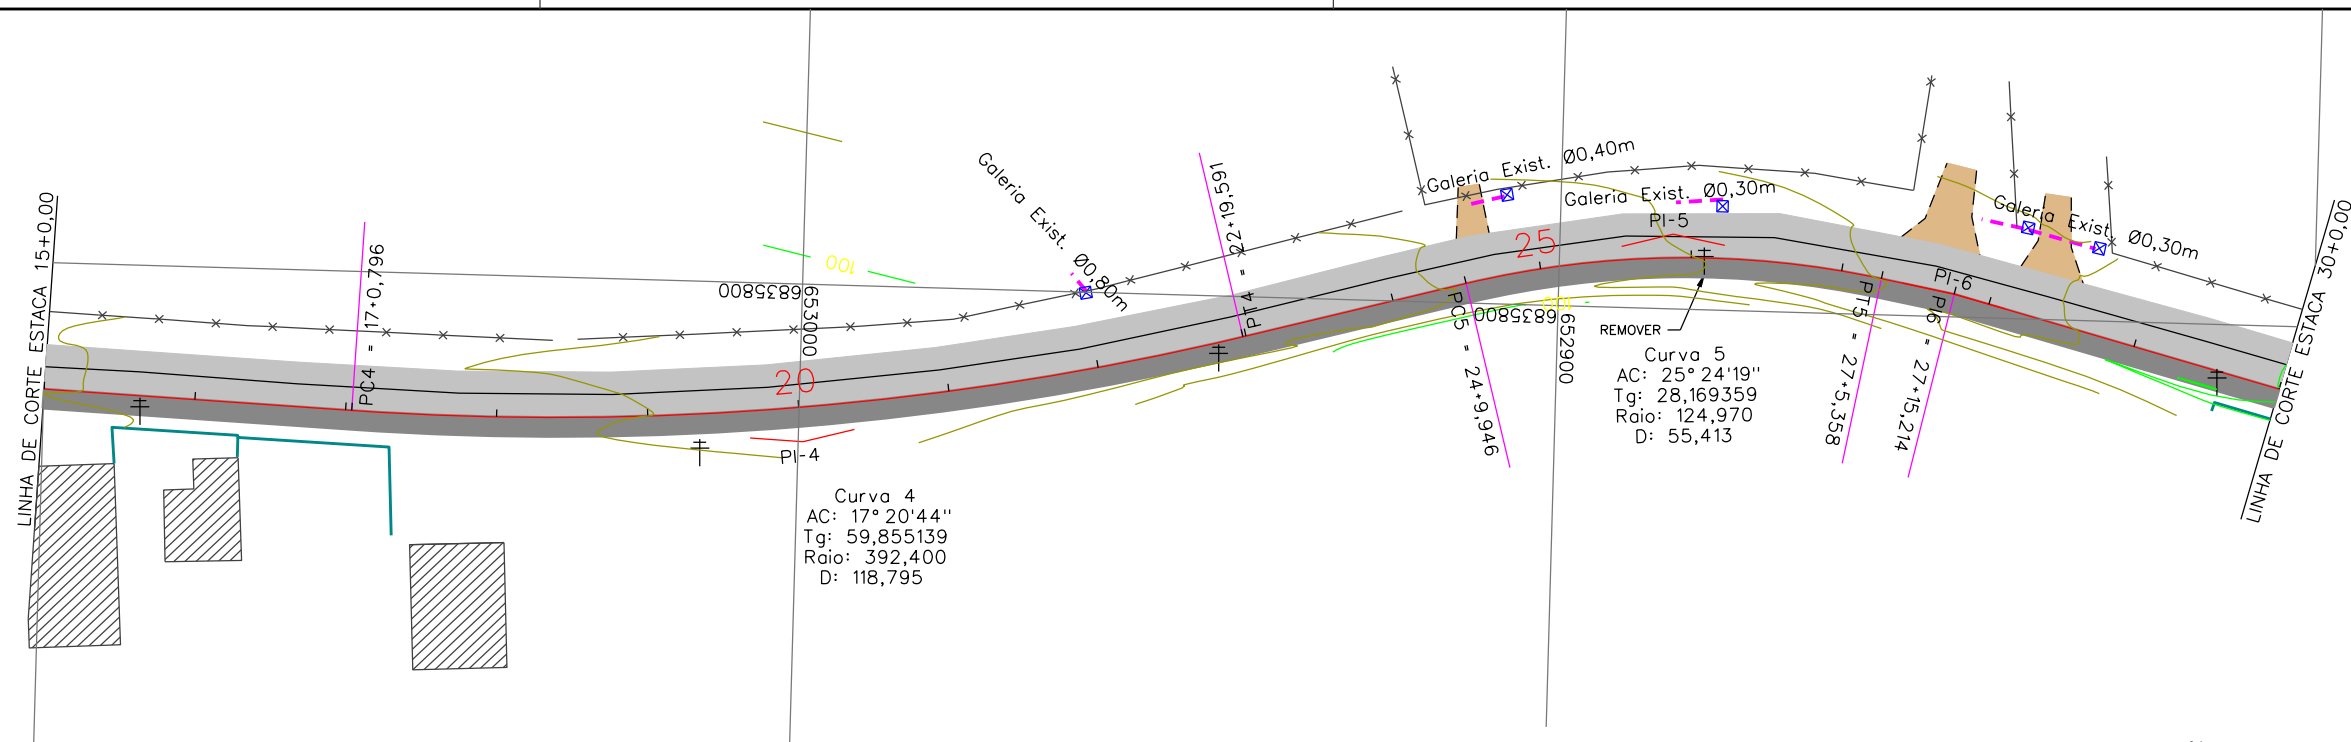 LINHA DE CORTE ESTACA 15+0,00
PC4 = 17+0,796
100
6835800
653000
20
PI-4
Curva 4
AC: 17°20'44"
Tg: 59,855139
Raio: 392,400
D: 118,795
Galeria Exist. Ø0,80m
PT4 = 22+19,591
Galeria Exist. Ø0,40m
Galeria Exist. Ø0,30m
PI-5
25
PC5 = 24+9,946
6835800
100
652900
REMOVER
Curva 5
AC: 25°24'19"
Tg: 28,169359
Raio: 124,970
D: 55,413
PT5 = 27+5,358
PI6 = 27+15,214
PI-6
Galeria Exist. Ø0,30m
LINHA DE CORTE ESTACA 30+0,00